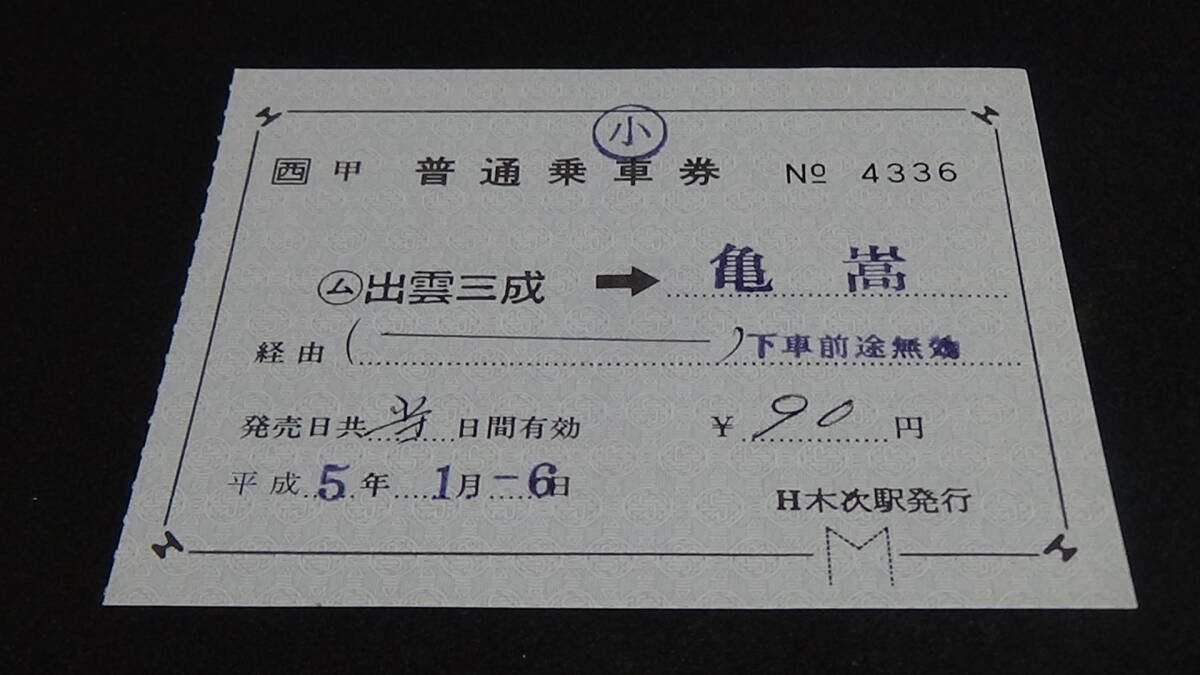 小
西 甲 普通乗車券 № 4336
ム出雲三成 ➡ 亀嵩
経由( ) 下車前途無効
発売日共 当 日間有効 ¥ 90 円
平成 5 年 1 月 -6 日
H木次駅発行